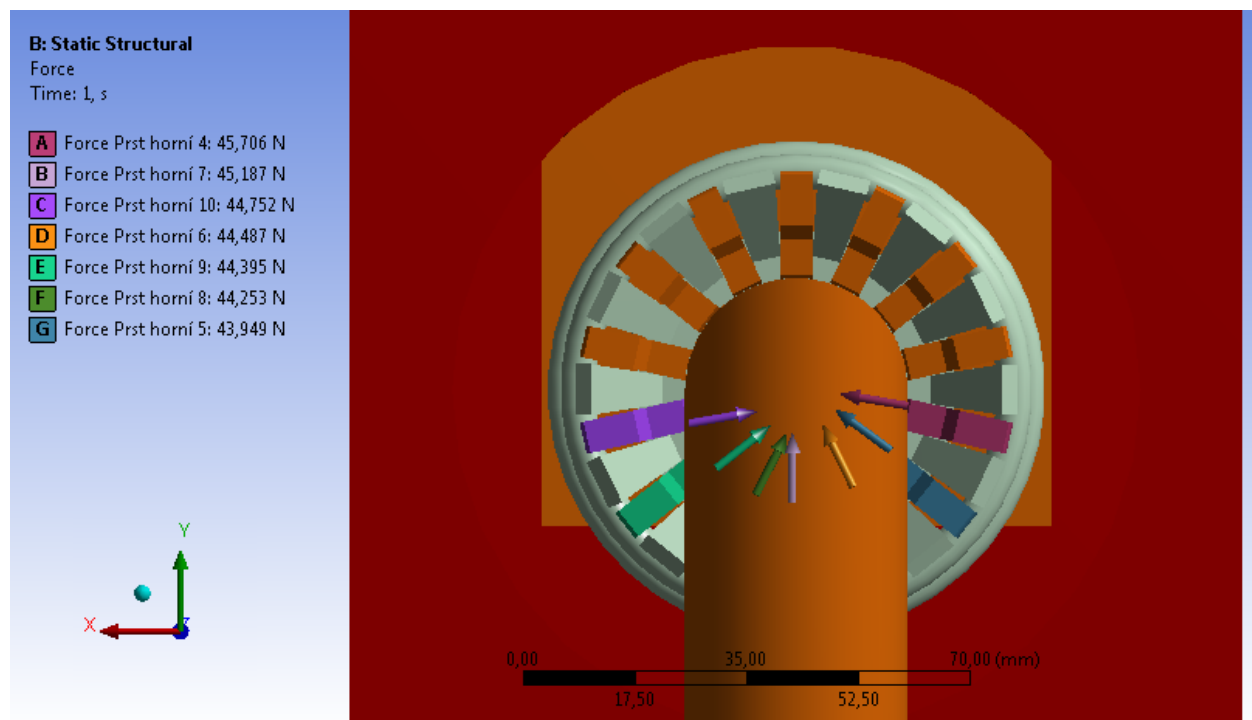 B: Static Structural
Force
Time: 1, s
A Force Prst horní 4: 45,706 N
B Force Prst horní 7: 45,187 N
C Force Prst horní 10: 44,752 N
D Force Prst horní 6: 44,487 N
E Force Prst horní 9: 44,395 N
F Force Prst horní 8: 44,253 N
G Force Prst horní 5: 43,949 N
Y
X
Z
0,00 35,00 70,00 (mm)
17,50 52,50